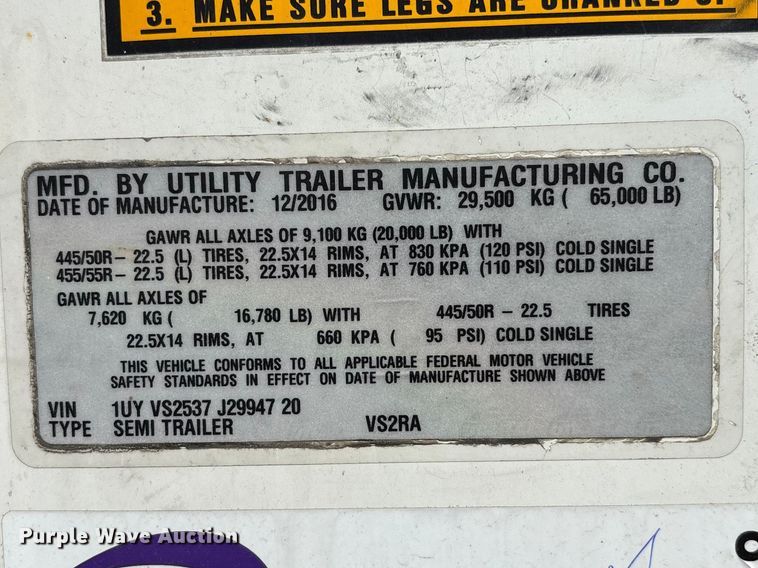 3. MAKE SURE LEGS ARE CRANKED UP
MFD. BY UTILITY TRAILER MANUFACTURING CO.
DATE OF MANUFACTURE: 12/2016 GVWR: 29,500 KG ( 65,000 LB)
GAWR ALL AXLES OF 9,100 KG (20,000 LB) WITH
445/50R– 22.5 (L) TIRES, 22.5X14 RIMS, AT 830 KPA (120 PSI) COLD SINGLE
455/55R– 22.5 (L) TIRES, 22.5X14 RIMS, AT 760 KPA (110 PSI) COLD SINGLE
GAWR ALL AXLES OF
7,620 KG ( 16,780 LB) WITH 445/50R – 22.5 TIRES
22.5X14 RIMS, AT 660 KPA ( 95 PSI) COLD SINGLE
THIS VEHICLE CONFORMS TO ALL APPLICABLE FEDERAL MOTOR VEHICLE
SAFETY STANDARDS IN EFFECT ON DATE OF MANUFACTURE SHOWN ABOVE
VIN 1UY VS2537 J29947 20
TYPE SEMI TRAILER VS2RA
Purple Wave Auction